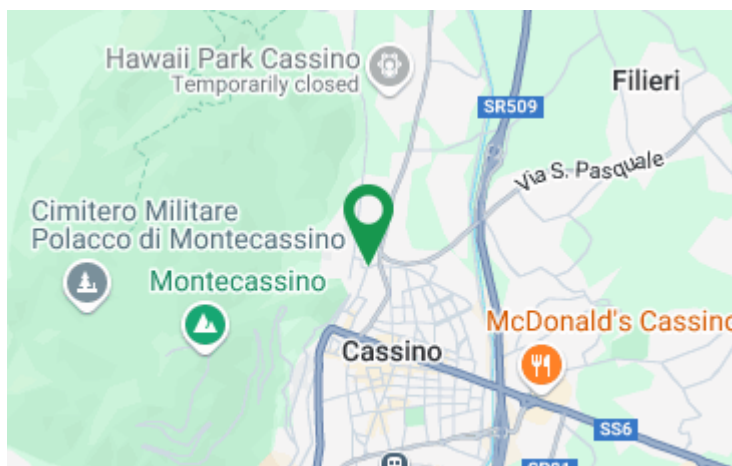 Hawaii Park Cassino
Temporarily closed
Filieri
SR509
Via S. Pasquale
Cimitero Militare
Polacco di Montecassino
Montecassino
McDonald's Cassino
Cassino
SS6